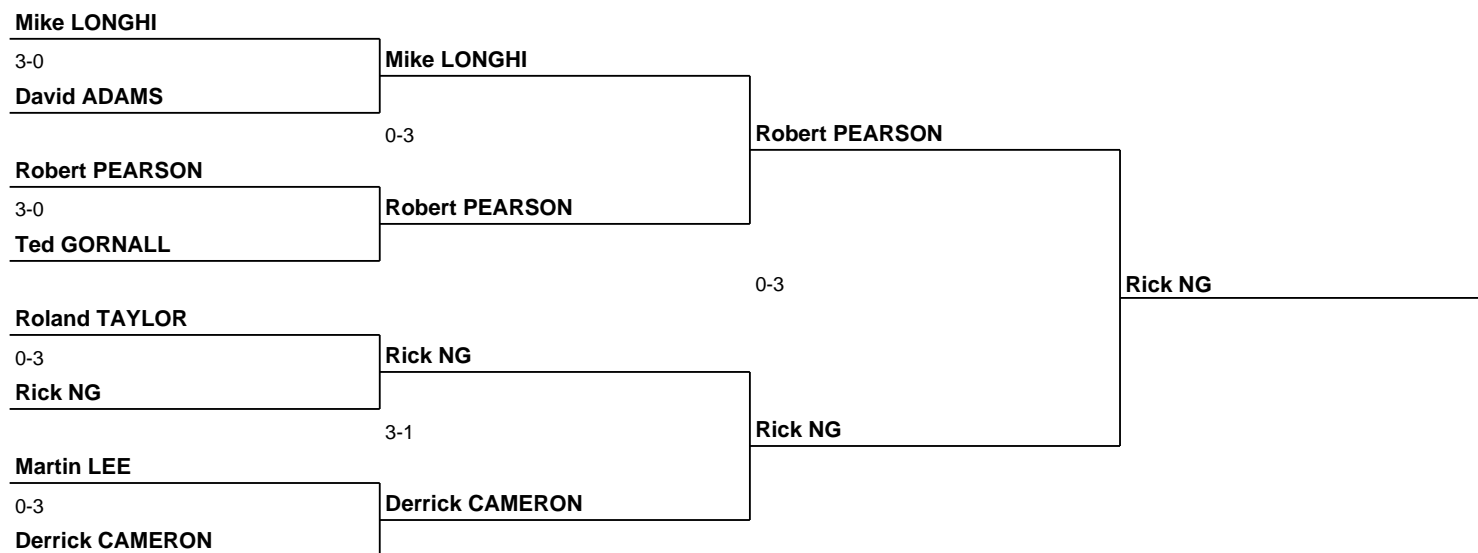 Mike LONGHI
3-0
Mike LONGHI
David ADAMS
0-3
Robert PEARSON
Robert PEARSON
3-0
Robert PEARSON
Ted GORNALL
0-3
Rick NG
Roland TAYLOR
0-3
Rick NG
Rick NG
3-1
Rick NG
Martin LEE
0-3
Derrick CAMERON
Derrick CAMERON